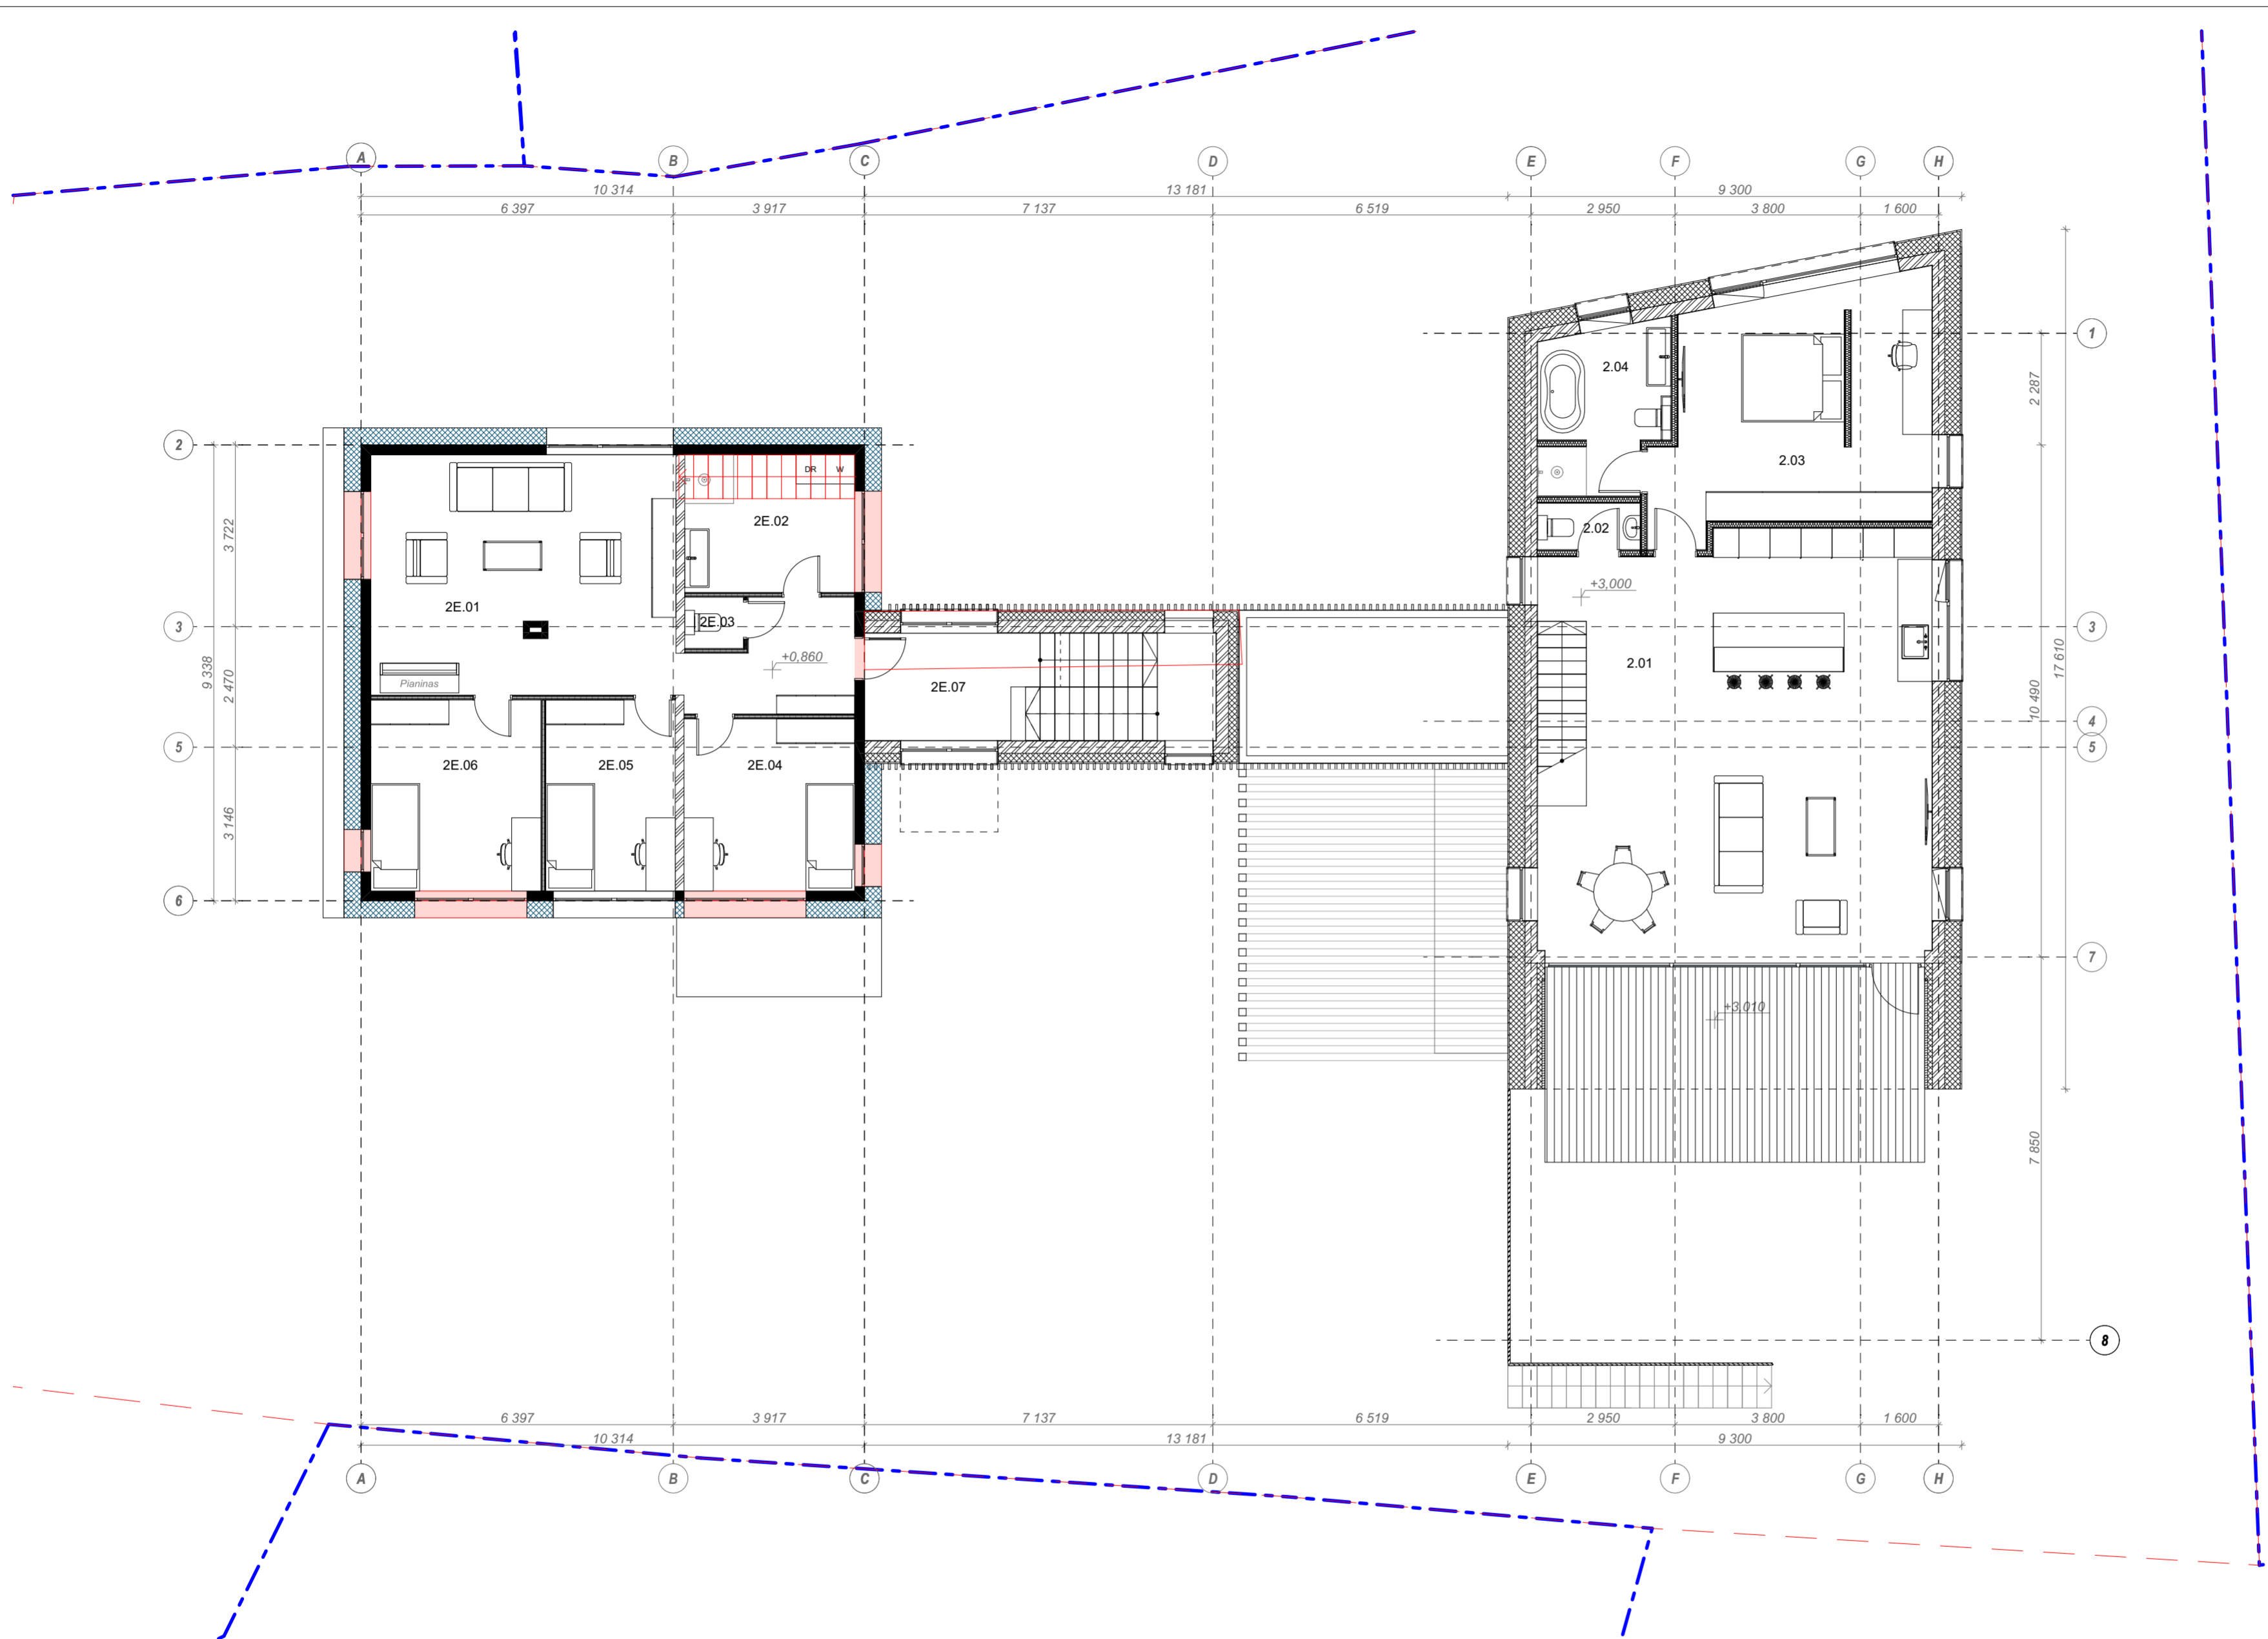 A B C D E F G H
10 314 13 181 9 300
6 397 3 917 7 137 6 519 2 950 3 800 1 600
1
2.04
2 287
2
DR W
2.03
2E.02
3 722
2.02
+3,000
2E.01
2E.03
3
3
+0,860
2.01
17 610
9 338
2 470
Pianinas
2E.07
10 490
4
5
5
2E.06 2E.05 2E.04
3 146
6
7
+3,010
7 850
8
6 397 3 917 7 137 6 519 2 950 3 800 1 600
10 314 13 181 9 300
A B C D E F G H